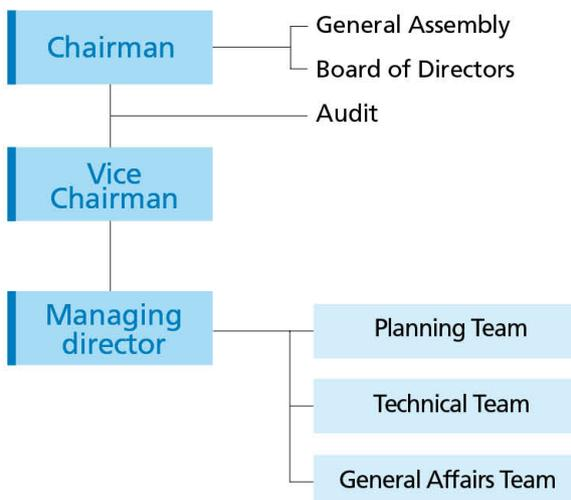 Chairman
General Assembly
Board of Directors
Audit
Vice
Chairman
Managing
director
Planning Team
Technical Team
General Affairs Team